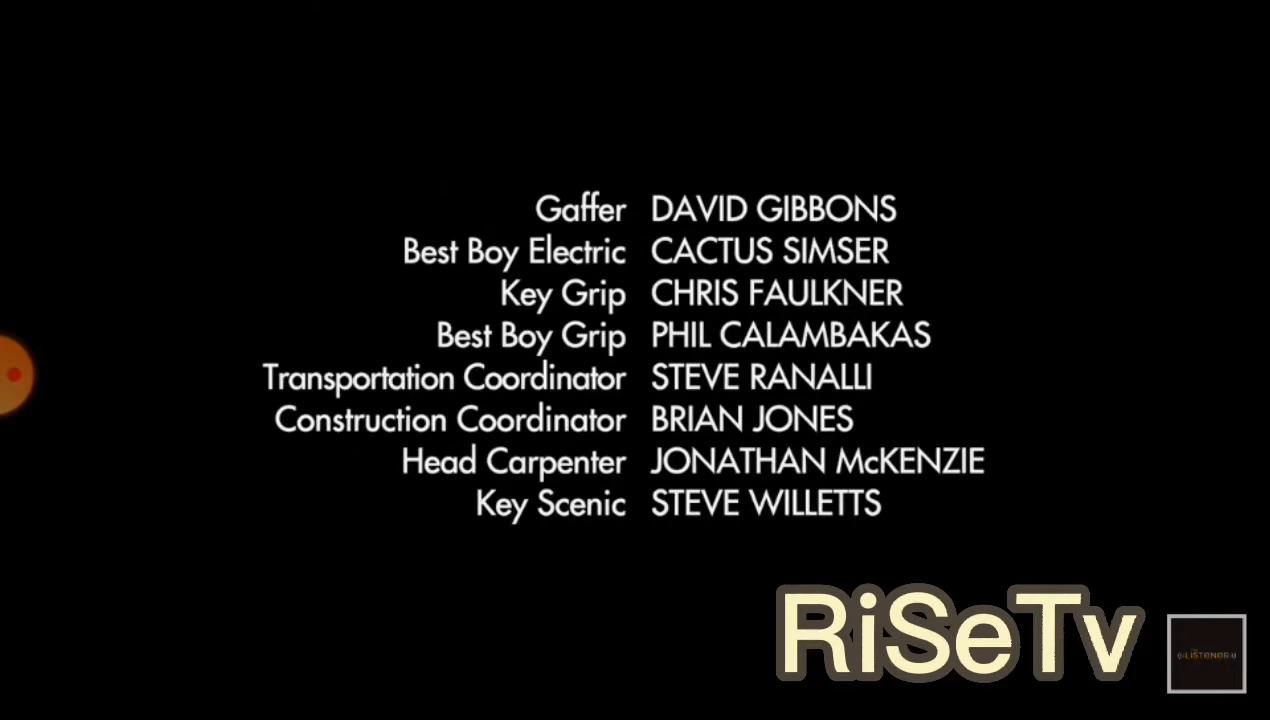 Gaffer DAVID GIBBONS
Best Boy Electric CACTUS SIMSER
Key Grip CHRIS FAULKNER
Best Boy Grip PHIL CALAMBAKAS
Transportation Coordinator STEVE RANALLI
Construction Coordinator BRIAN JONES
Head Carpenter JONATHAN McKENZIE
Key Scenic STEVE WILLETTS
RiSeTv
LISTENER